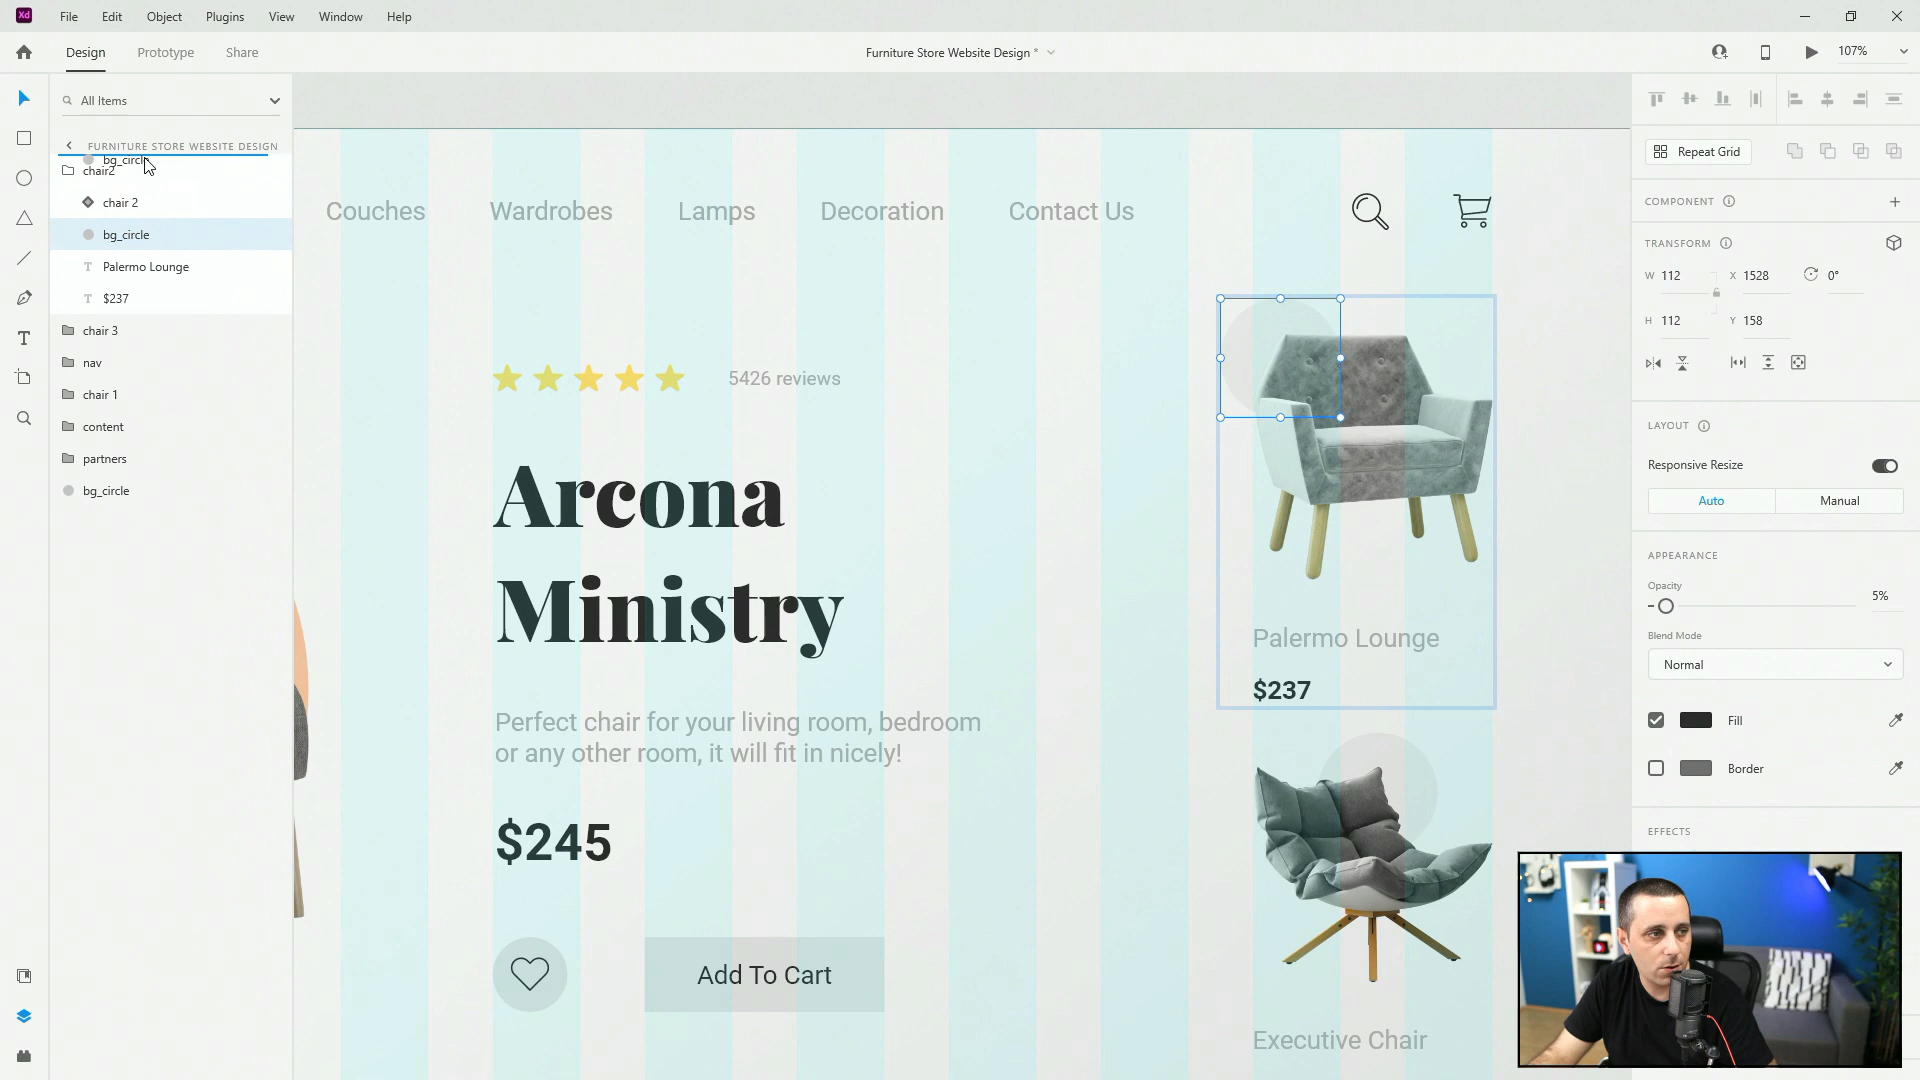 Xd
File Edit Object Plugins View Window Help
Design Prototype Share
Furniture Store Website Design *
107%
All Items
FURNITURE STORE WEBSITE DESIGN
bg_circle
chair2
chair 2
bg_circle
Palermo Lounge
$237
chair 3
nav
chair 1
content
partners
bg_circle
Couches Wardrobes Lamps Decoration Contact Us
5426 reviews
Arcona
Ministry
Perfect chair for your living room, bedroom
or any other room, it will fit in nicely!
$245
Add To Cart
Palermo Lounge
$237
Executive Chair
Repeat Grid
COMPONENT
TRANSFORM
W 112 X 1528 0°
H 112 Y 158
LAYOUT
Responsive Resize
Auto Manual
APPEARANCE
Opacity
5%
Blend Mode
Normal
Fill
Border
EFFECTS